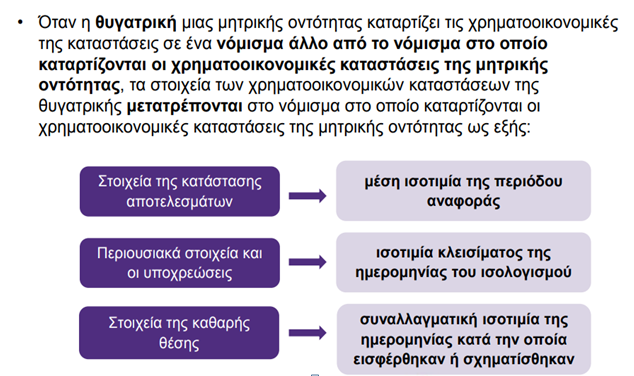 • Όταν η θυγατρική μιας μητρικής οντότητας καταρτίζει τις χρηματοοικονομικές
της καταστάσεις σε ένα νόμισμα άλλο από το νόμισμα στο οποίο
καταρτίζονται οι χρηματοοικονομικές καταστάσεις της μητρικής
οντότητας, τα στοιχεία των χρηματοοικονομικών καταστάσεων της
θυγατρικής μετατρέπονται στο νόμισμα στο οποίο καταρτίζονται οι
χρηματοοικονομικές καταστάσεις της μητρικής οντότητας ως εξής:
Στοιχεία της κατάστασης
αποτελεσμάτων
μέση ισοτιμία της περιόδου
αναφοράς
Περιουσιακά στοιχεία και
οι υποχρεώσεις
ισοτιμία κλεισίματος της
ημερομηνίας του ισολογισμού
Στοιχεία της καθαρής
θέσης
συναλλαγματική ισοτιμία της
ημερομηνίας κατά την οποία
εισφέρθηκαν ή σχηματίσθηκαν